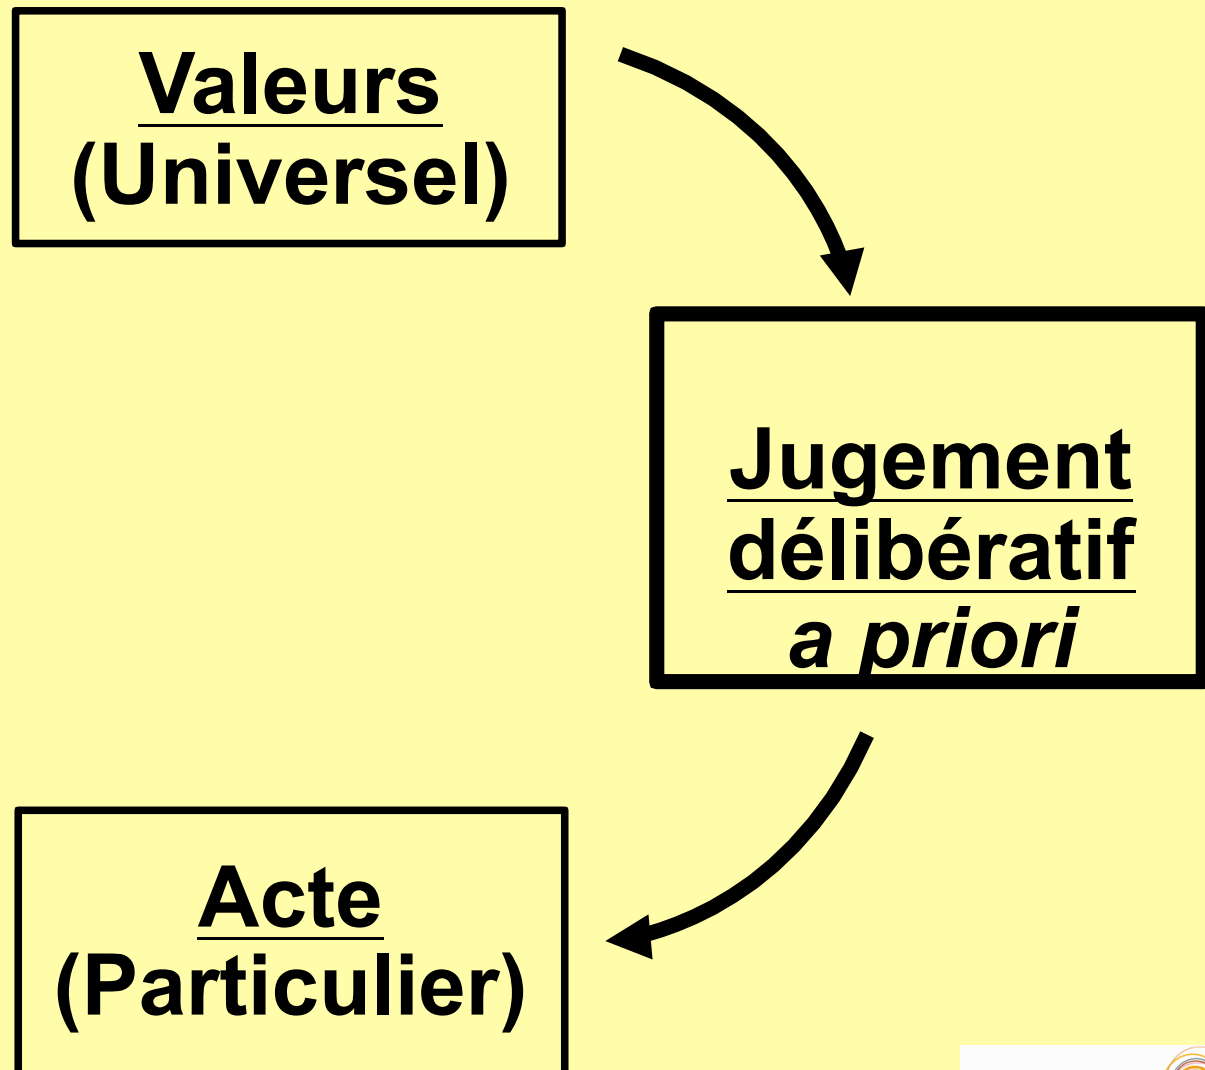 Valeurs
(Universel)
Jugement
délibératif
a priori
Acte
(Particulier)